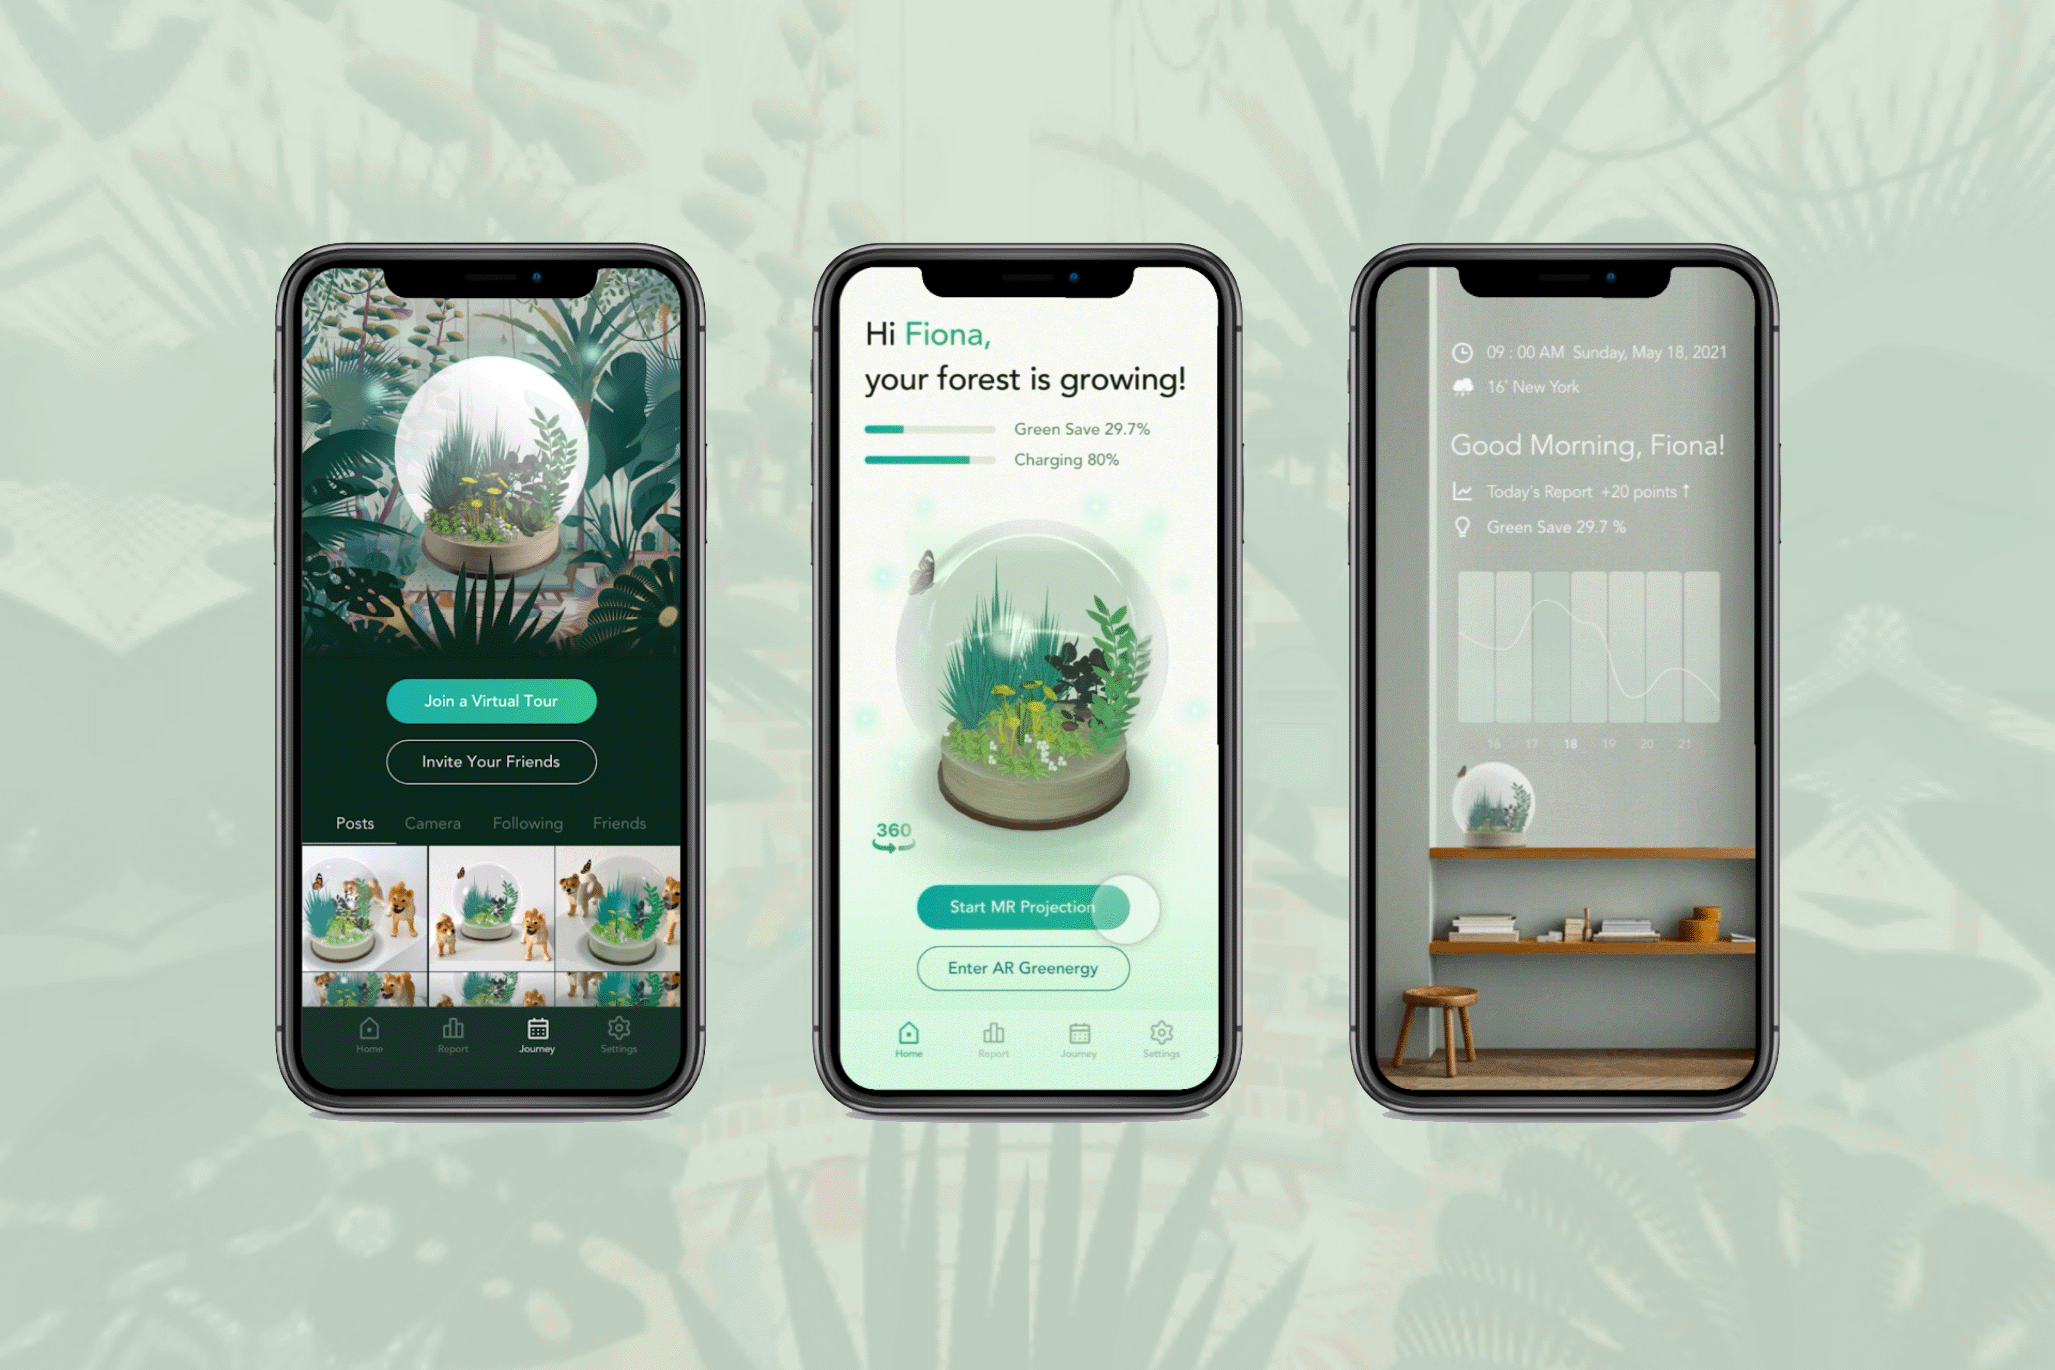 Join a Virtual Tour
Invite Your Friends
Posts Camera Following Friends
Home Report Journey Settings
Hi Fiona,
your forest is growing!
Green Save 29.7%
Charging 80%
360
Start MR Projection
Enter AR Greenergy
Home Report Journey Settings
09 : 00 AM Sunday, May 18, 2021
16° New York
Good Morning, Fiona!
Today's Report +20 points ↑
Green Save 29.7 %
16 17 18 19 20 21